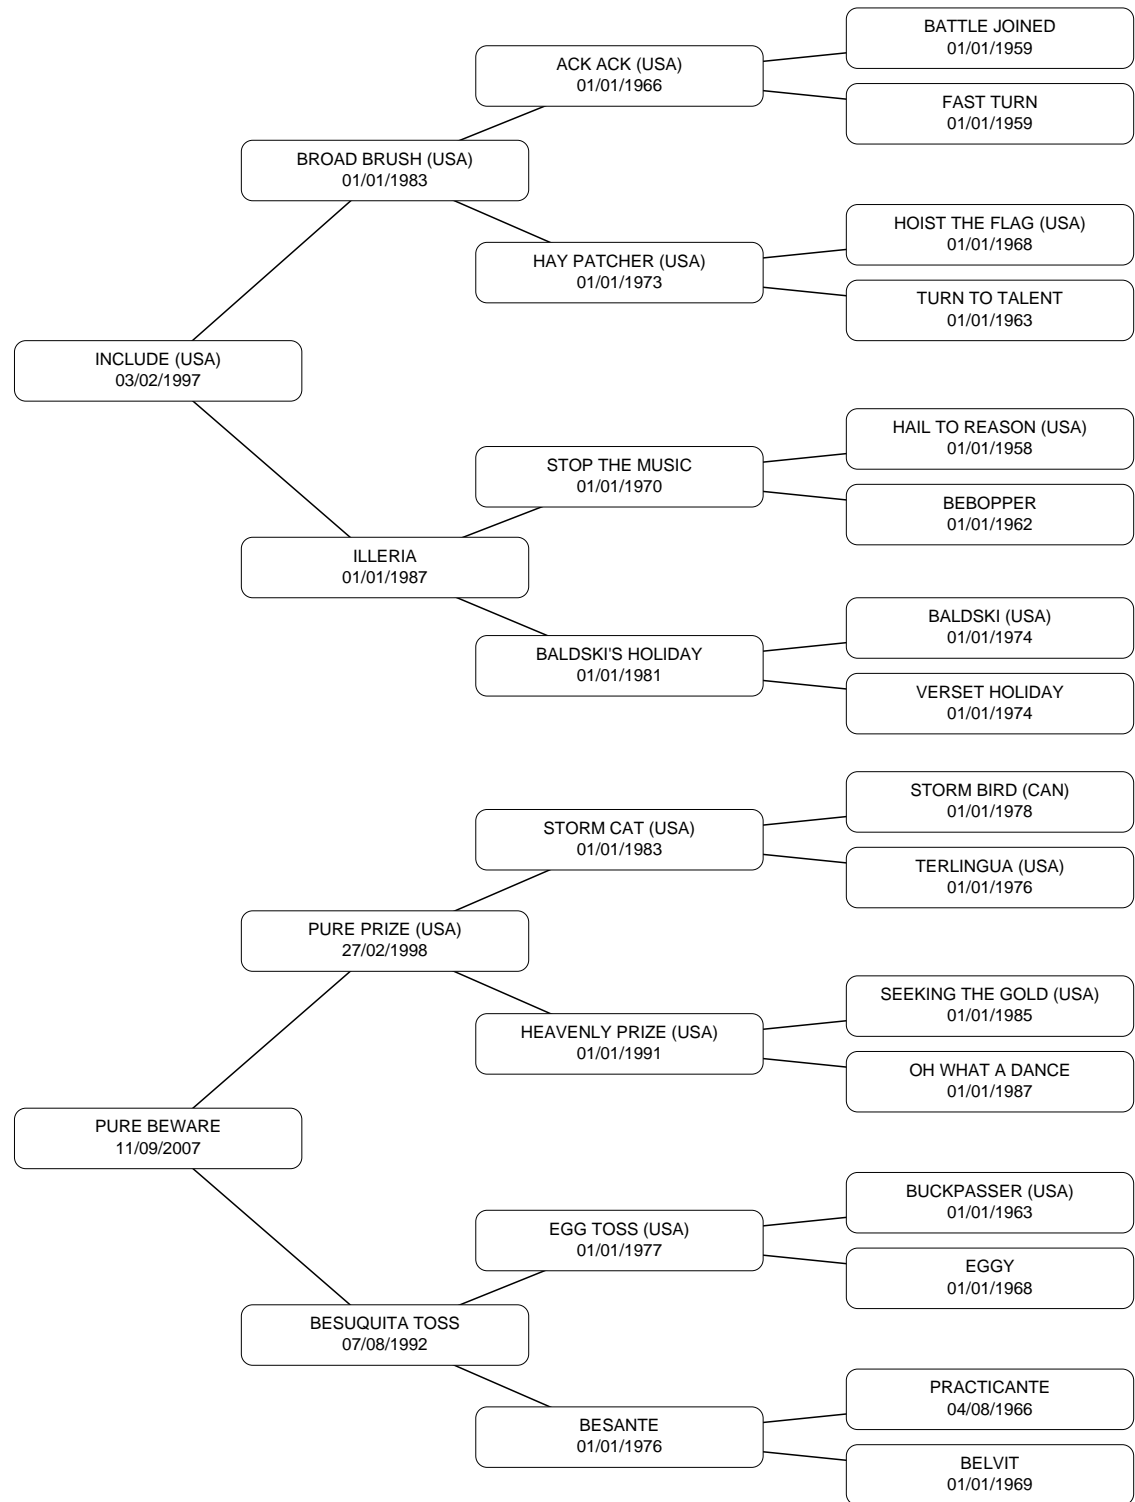 BATTLE JOINED
01/01/1959
ACK ACK (USA)
01/01/1966
FAST TURN
01/01/1959
BROAD BRUSH (USA)
01/01/1983
HOIST THE FLAG (USA)
01/01/1968
HAY PATCHER (USA)
01/01/1973
TURN TO TALENT
01/01/1963
INCLUDE (USA)
03/02/1997
HAIL TO REASON (USA)
01/01/1958
STOP THE MUSIC
01/01/1970
BEBOPPER
01/01/1962
ILLERIA
01/01/1987
BALDSKI (USA)
01/01/1974
BALDSKI'S HOLIDAY
01/01/1981
VERSET HOLIDAY
01/01/1974
STORM BIRD (CAN)
01/01/1978
STORM CAT (USA)
01/01/1983
TERLINGUA (USA)
01/01/1976
PURE PRIZE (USA)
27/02/1998
SEEKING THE GOLD (USA)
01/01/1985
HEAVENLY PRIZE (USA)
01/01/1991
OH WHAT A DANCE
01/01/1987
PURE BEWARE
11/09/2007
BUCKPASSER (USA)
01/01/1963
EGG TOSS (USA)
01/01/1977
EGGY
01/01/1968
BESUQUITA TOSS
07/08/1992
PRACTICANTE
04/08/1966
BESANTE
01/01/1976
BELVIT
01/01/1969